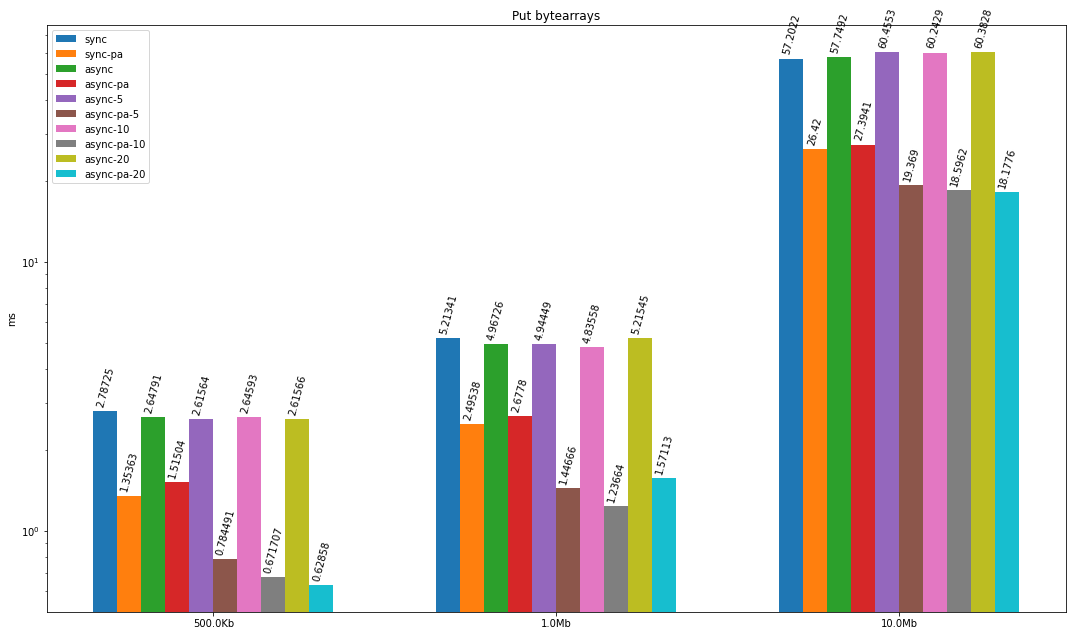 Put bytearrays
sync
sync-pa
async
async-pa
async-5
async-pa-5
async-10
async-pa-10
async-20
async-pa-20
ms
10¹
10⁰
2.78725
1.35363
2.64791
1.51504
2.61564
0.784491
2.64593
0.671707
2.61566
0.62858
5.21341
2.49538
4.96726
2.6778
4.94449
1.44666
4.83558
1.23664
5.21545
1.57113
57.2022
26.42
57.7492
27.3941
60.4553
19.369
60.2429
18.5962
60.3828
18.1776
500.0Kb
1.0Mb
10.0Mb